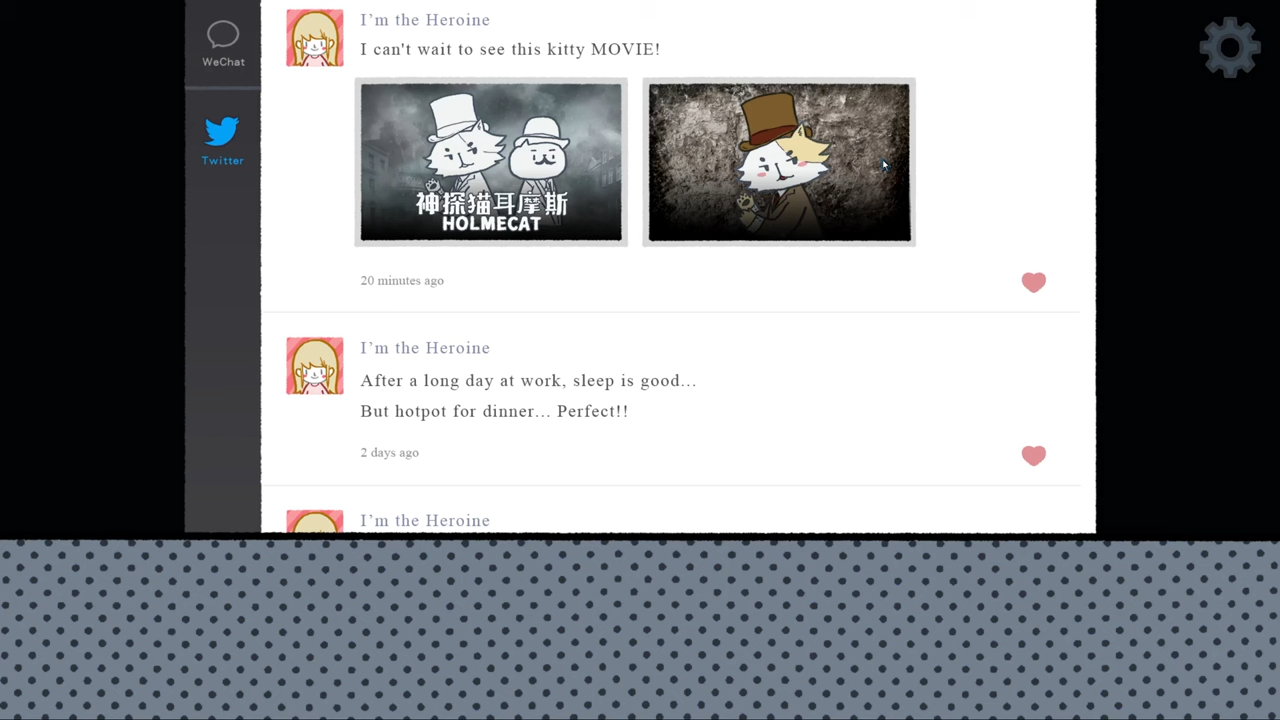 WeChat
Twitter
I’m the Heroine
I can't wait to see this kitty MOVIE!
神探猫耳摩斯
HOLMECAT
20 minutes ago
I’m the Heroine
After a long day at work, sleep is good...
But hotpot for dinner... Perfect!!
2 days ago
I’m the Heroine